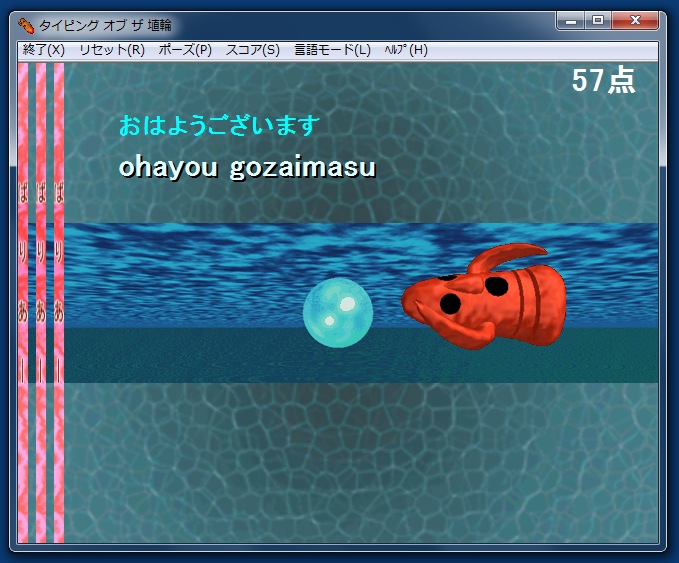 タイピング オブ ザ 埴輪
終了(X) リセット(R) ポーズ(P) スコア(S) 言語モード(L) ﾍﾙﾌﾟ(H)
57点
おはようございます
ohayou gozaimasu
ばりあー
ばりあー
ばりあー